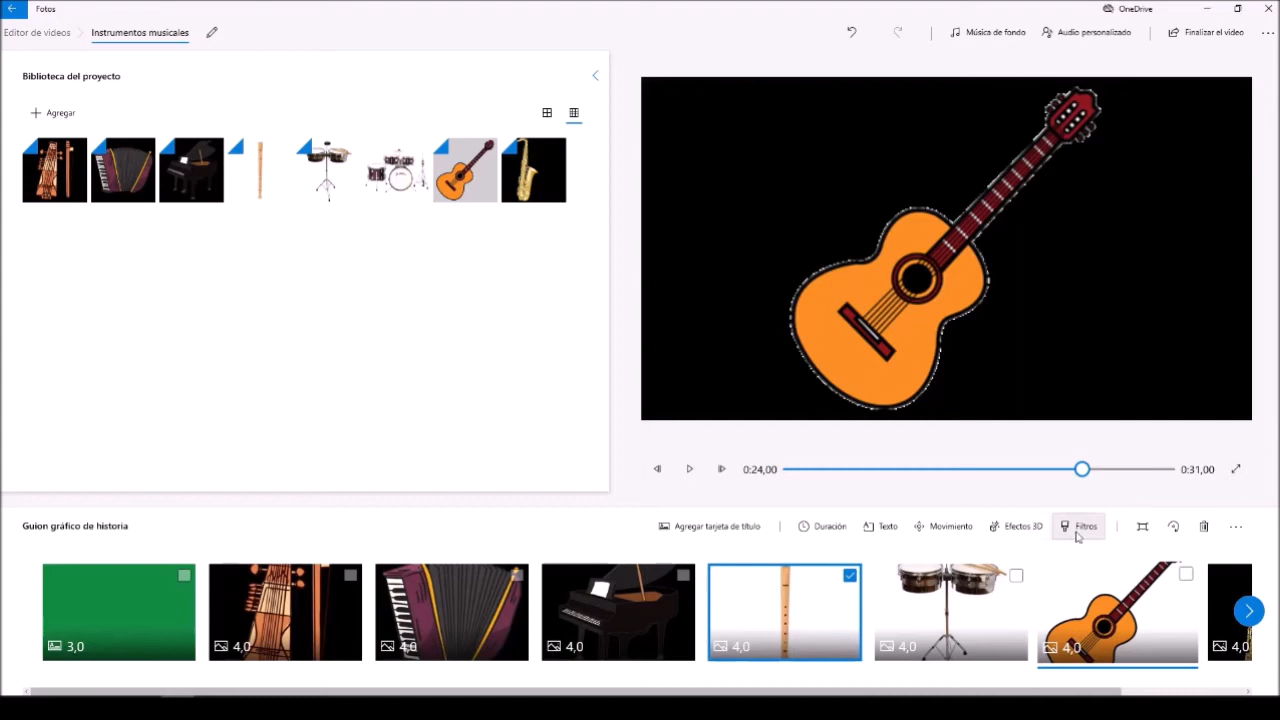 Fotos
OneDrive
Editor de videos
Instrumentos musicales
Música de fondo
Audio personalizado
Finalizar el video
Biblioteca del proyecto
Agregar
0:24,00
0:31,00
Guion gráfico de historia
Agregar tarjeta de título
Duración
Texto
Movimiento
Efectos 3D
Filtros
3,0
4,0
4,0
4,0
4,0
4,0
4,0
4,0